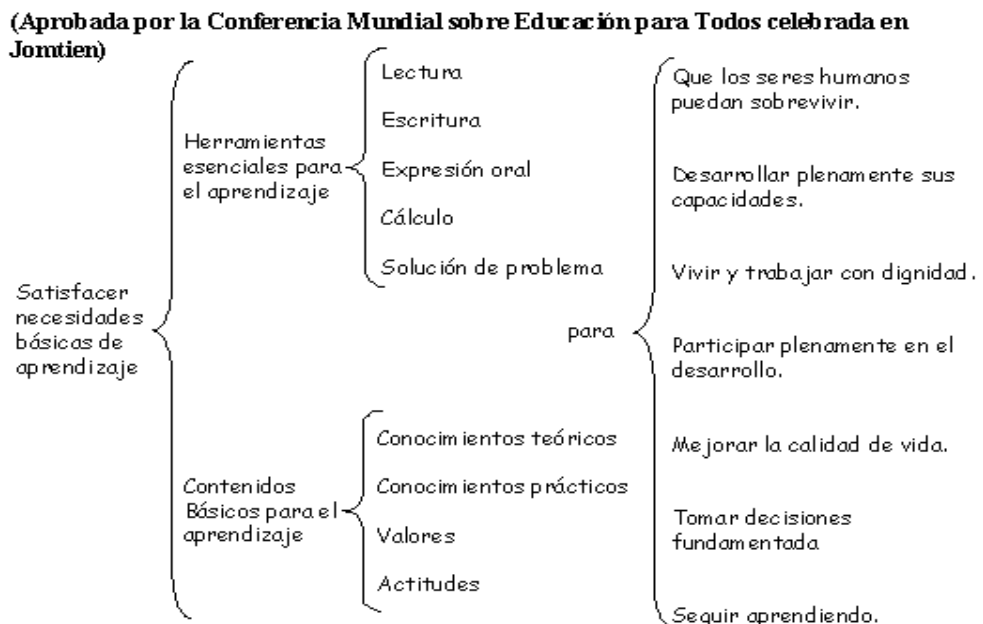 (Aprobada por la Conferencia Mundial sobre Educación para Todos celebrada en
Jomtien)
Satisfacer
necesidades
básicas de
aprendizaje
Herramientas
esenciales para
el aprendizaje
Lectura
Escritura
Expresión oral
Cálculo
Solución de problema
Contenidos
Básicos para el
aprendizaje
Conocimientos teóricos
Conocimientos prácticos
Valores
Actitudes
para
Que los seres humanos
puedan sobrevivir.
Desarrollar plenamente sus
capacidades.
Vivir y trabajar con dignidad.
Participar plenamente en el
desarrollo.
Mejorar la calidad de vida.
Tomar decisiones
fundamentada
Seguir aprendiendo.